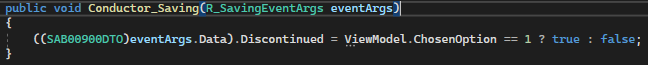 public void Conductor_Saving(R_SavingEventArgs eventArgs)
{
    ((SAB00900DTO)eventArgs.Data).Discontinued = ViewModel.ChosenOption == 1 ? true : false;
}